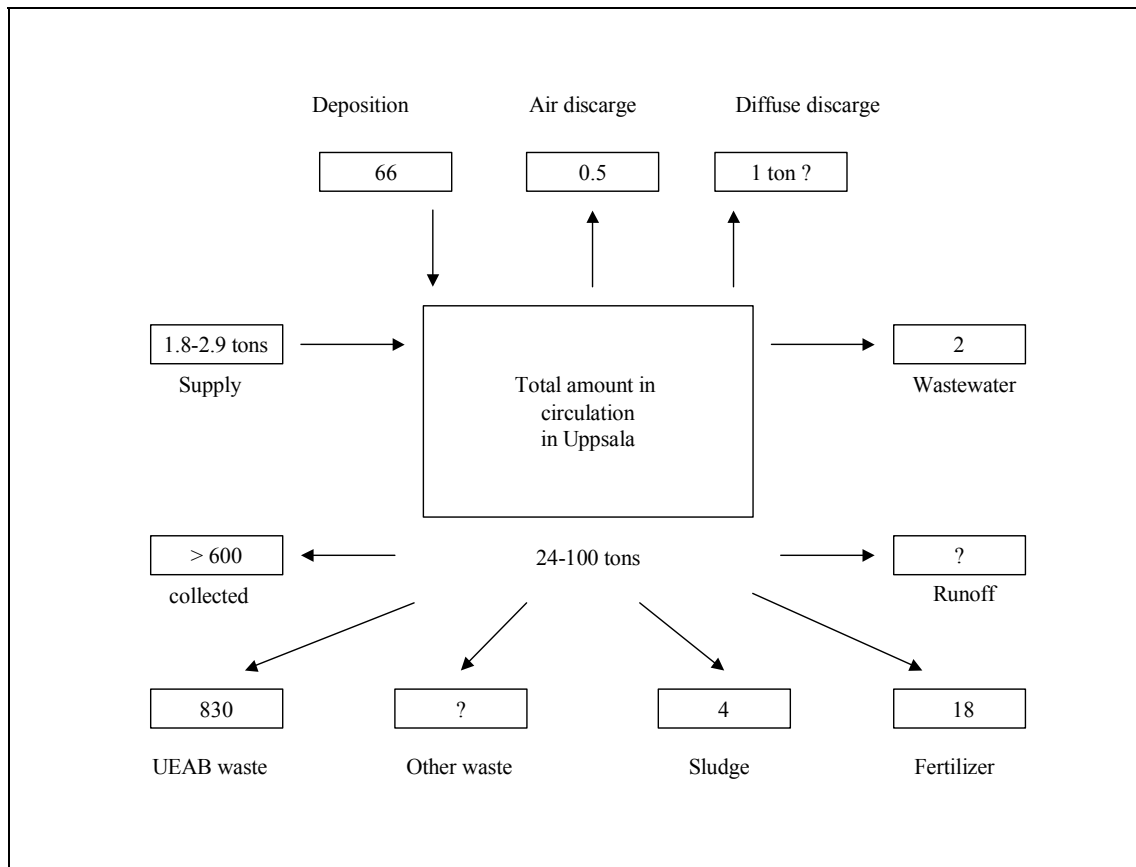 Deposition
Air discarge
Diffuse discarge
66
0.5
1 ton ?
1.8-2.9 tons
Supply
Total amount in
circulation
in Uppsala
2
Wastewater
> 600
collected
24-100 tons
?
Runoff
830
?
4
18
UEAB waste
Other waste
Sludge
Fertilizer